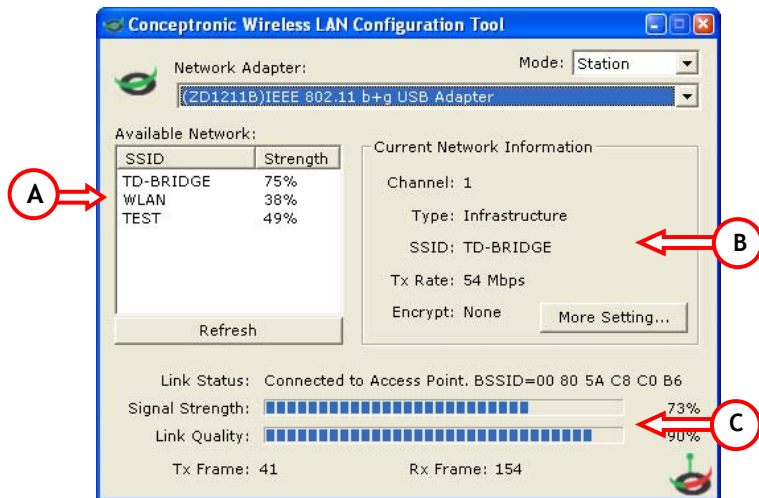 Conceptronic Wireless LAN Configuration Tool
Network Adapter:
Mode: Station
(ZD1211B)IEEE 802.11 b+g USB Adapter
Available Network:
SSID Strength
TD-BRIDGE 75%
WLAN 38%
TEST 49%
Refresh
A
Current Network Information
Channel: 1
Type: Infrastructure
SSID: TD-BRIDGE
Tx Rate: 54 Mbps
Encrypt: None
More Setting...
B
Link Status: Connected to Access Point. BSSID=00 80 5A C8 C0 B6
Signal Strength: 73%
Link Quality: 90%
C
Tx Frame: 41 Rx Frame: 154